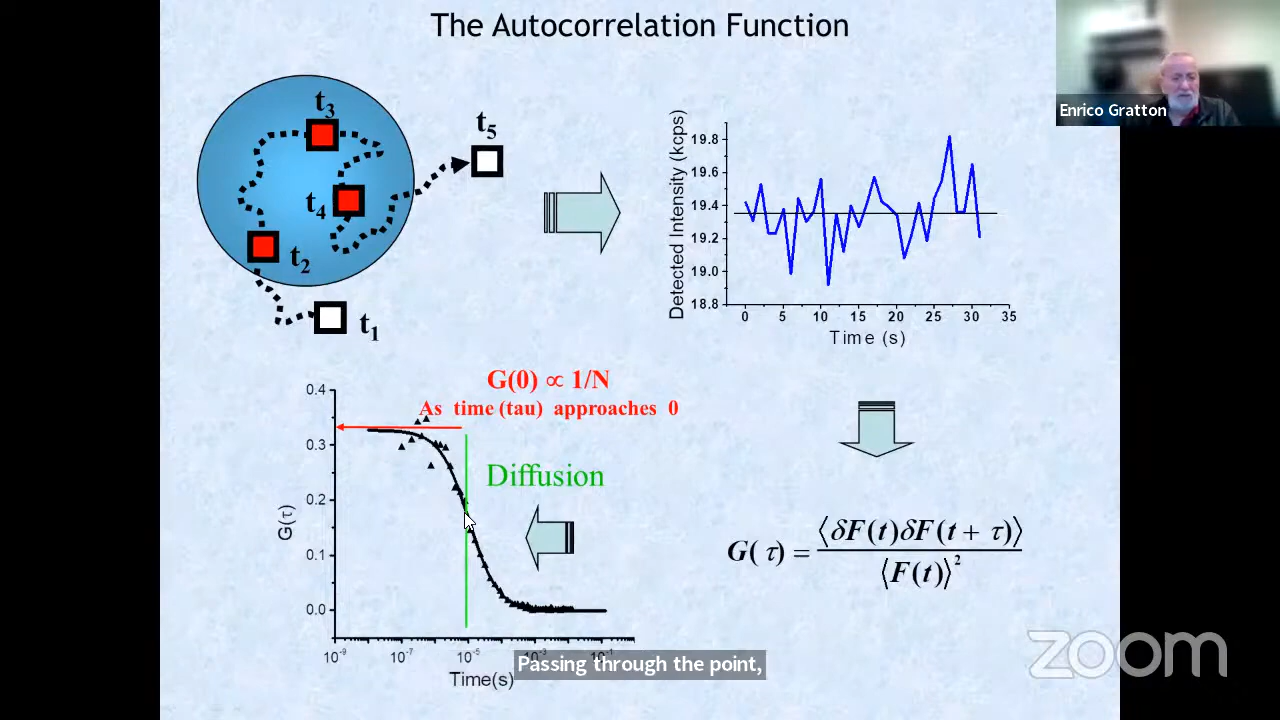 The Autocorrelation Function
Enrico Gratton
t3
t5
t4
t2
t1
Detected Intensity (kcps)
19.8
19.6
19.4
19.2
19.0
18.8
0 5 10 15 20 25 30 35
Time (s)
G(0) ∝ 1/N
As time (tau) approaches 0
Diffusion
G(τ)
0.4
0.3
0.2
0.1
0.0
10^-9 10^-7 10^-5 10^-3 10^-1
Time(s)
G(τ) = ⟨δF(t)δF(t + τ)⟩ / ⟨F(t)⟩²
Passing through the point,
zoom